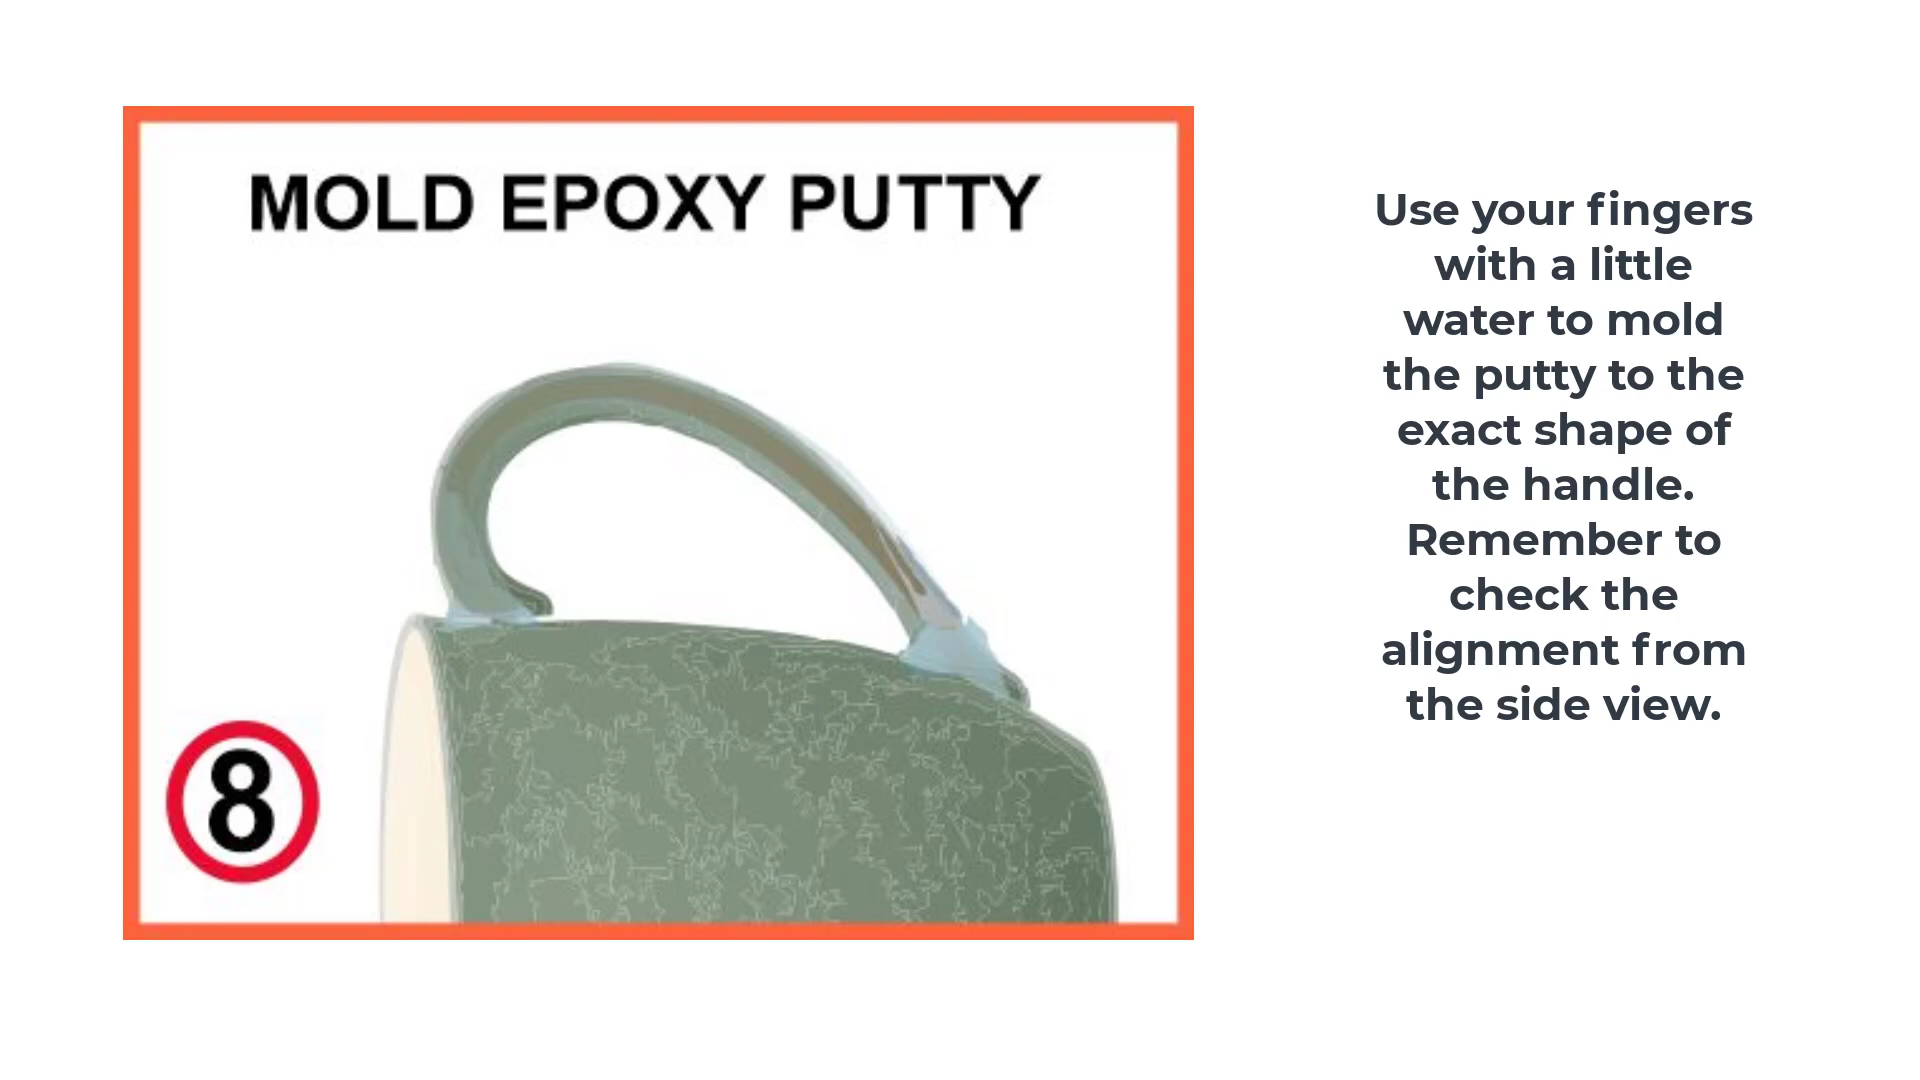 MOLD EPOXY PUTTY
8
Use your fingers
with a little
water to mold
the putty to the
exact shape of
the handle.
Remember to
check the
alignment from
the side view.